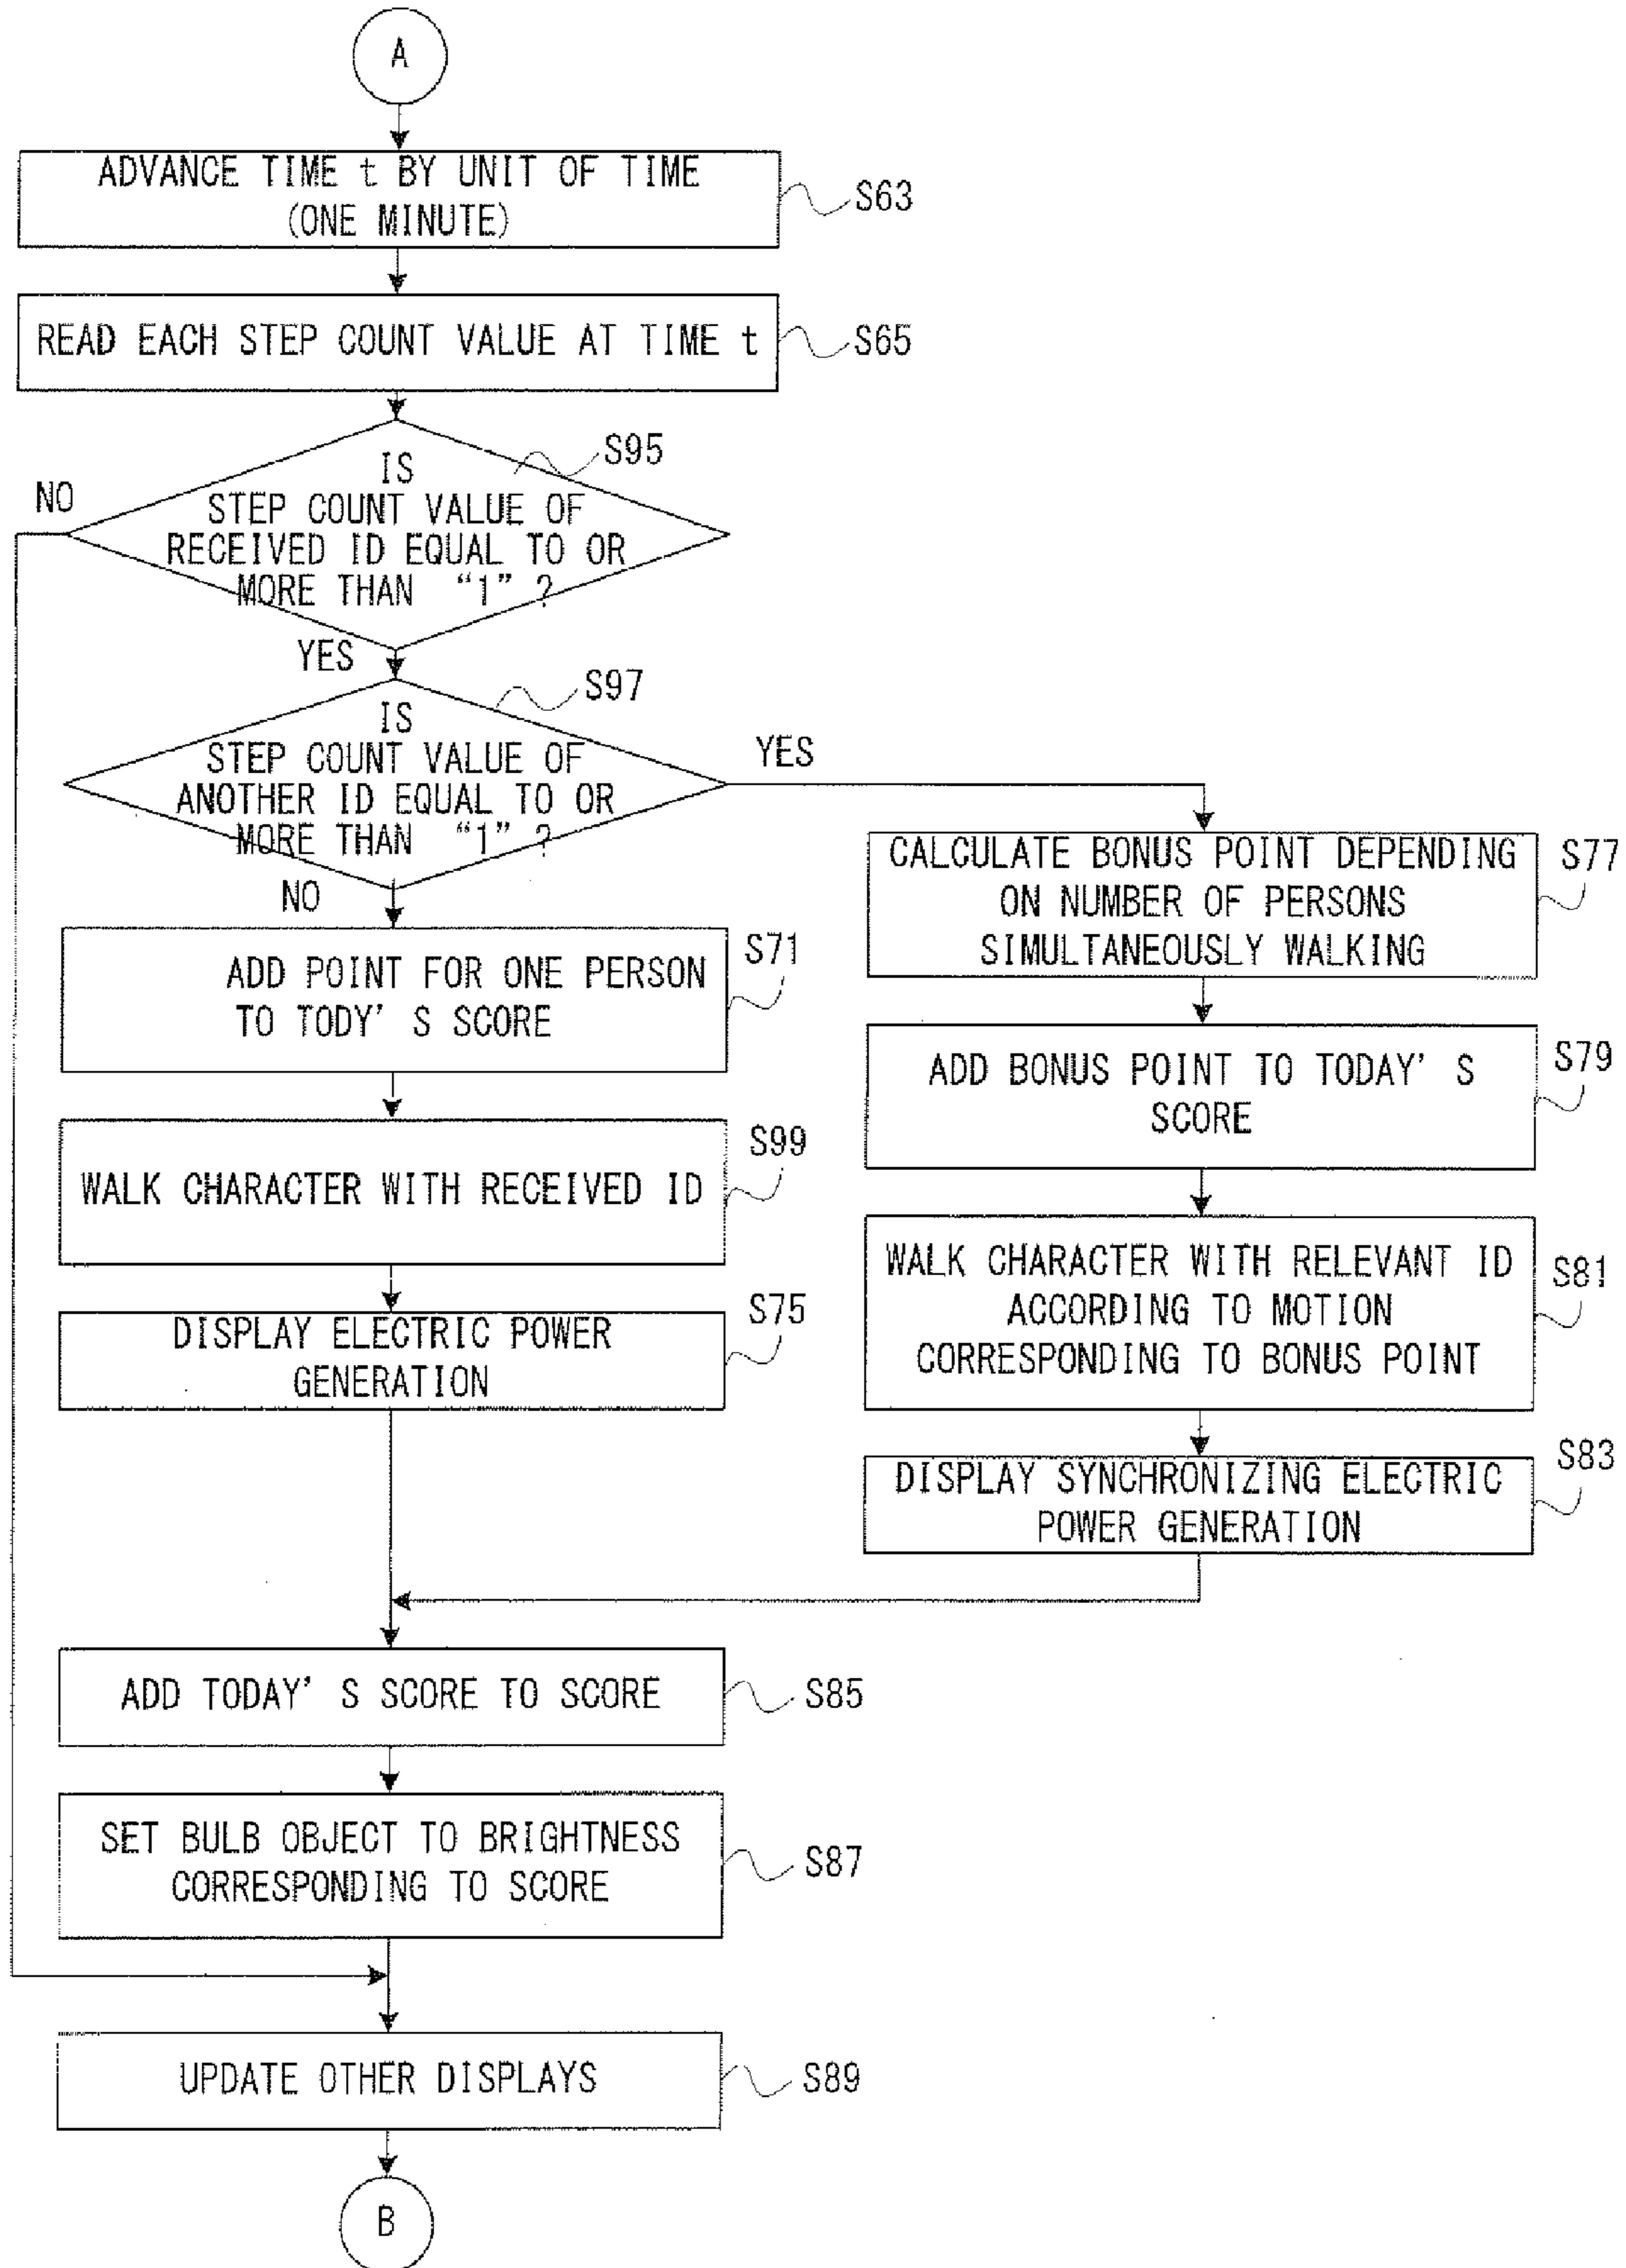 A
ADVANCE TIME t BY UNIT OF TIME
(ONE MINUTE)
S63
READ EACH STEP COUNT VALUE AT TIME t
S65
S95
IS
STEP COUNT VALUE OF
RECEIVED ID EQUAL TO OR
MORE THAN “1” ?
NO
YES
S97
IS
STEP COUNT VALUE OF
ANOTHER ID EQUAL TO OR
MORE THAN “1” ?
YES
NO
S71
ADD POINT FOR ONE PERSON
TO TODY' S SCORE
S99
WALK CHARACTER WITH RECEIVED ID
S75
DISPLAY ELECTRIC POWER
GENERATION
CALCULATE BONUS POINT DEPENDING
ON NUMBER OF PERSONS
SIMULTANEOUSLY WALKING
S77
ADD BONUS POINT TO TODAY' S
SCORE
S79
WALK CHARACTER WITH RELEVANT ID
ACCORDING TO MOTION
CORRESPONDING TO BONUS POINT
S81
DISPLAY SYNCHRONIZING ELECTRIC
POWER GENERATION
S83
ADD TODAY' S SCORE TO SCORE
S85
SET BULB OBJECT TO BRIGHTNESS
CORRESPONDING TO SCORE
S87
UPDATE OTHER DISPLAYS
S89
B